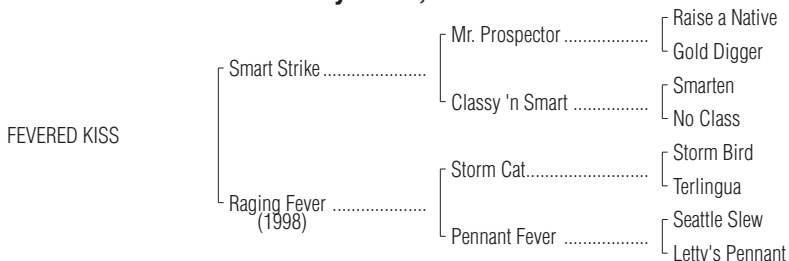 Raise a Native
Mr. Prospector ..................
Gold Digger
Smart Strike ......................
Smarten
Classy 'n Smart ................
No Class
FEVERED KISS
Storm Bird
Storm Cat..........................
Terlingua
Raging Fever ....................
(1998)
Seattle Slew
Pennant Fever ..................
Letty's Pennant